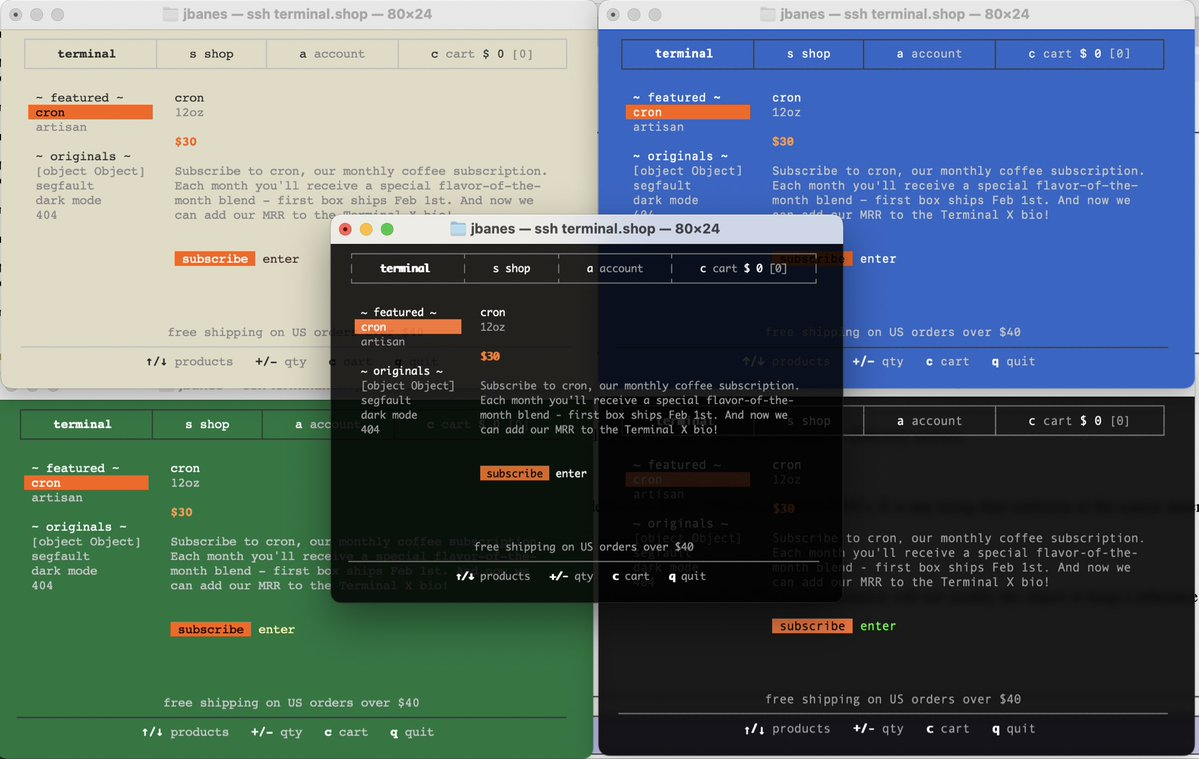 jbanes — ssh terminal.shop — 80×24
terminal s shop a account c cart $ 0 [0]
~ featured ~ cron
cron 12oz
artisan
$30
~ originals ~
[object Object] Subscribe to cron, our monthly coffee subscription.
segfault Each month you'll receive a special flavor-of-the-
dark mode month blend - first box ships Feb 1st. And now we
404 can add our MRR to the Terminal X bio!
subscribe enter
free shipping on US orders over $40
↑/↓ products +/- qty c cart q quit
jbanes — ssh terminal.shop — 80×24
terminal s shop a account c cart $ 0 [0]
~ featured ~ cron
cron 12oz
artisan
$30
~ originals ~
[object Object] Subscribe to cron, our monthly coffee subscription.
segfault Each month you'll receive a special flavor-of-the-
dark mode month blend - first box ships Feb 1st. And now we
404 can add our MRR to the Terminal X bio!
subscribe enter
free shipping on US orders over $40
↑/↓ products +/- qty c cart q quit
jbanes — ssh terminal.shop — 80×24
terminal s shop a account c cart $ 0 [0]
~ featured ~ cron
cron 12oz
artisan
$30
~ originals ~
[object Object] Subscribe to cron, our monthly coffee subscription.
segfault Each month you'll receive a special flavor-of-the-
dark mode month blend - first box ships Feb 1st. And now we
404 can add our MRR to the Terminal X bio!
subscribe enter
free shipping on US orders over $40
↑/↓ products +/- qty c cart q quit
terminal s shop a account c cart
~ featured ~ cron
cron 12oz
artisan
$30
~ originals ~
[object Object] Subscribe to cron, our monthly coffee subscription.
segfault Each month you'll receive a special flavor-of-the-
dark mode month blend - first box ships Feb 1st. And now we
404 can add our MRR to the Terminal X bio!
subscribe enter
free shipping on US orders over $40
↑/↓ products +/- qty c cart q quit
s shop a account c cart $ 0 [0]
~ featured ~ cron
cron 12oz
artisan
$30
~ originals ~
[object Object] Subscribe to cron, our monthly coffee subscription.
Each month you'll receive a special flavor-of-the-
month blend - first box ships Feb 1st. And now we
can add our MRR to the Terminal X bio!
subscribe enter
free shipping on US orders over $40
↑/↓ products +/- qty c cart q quit